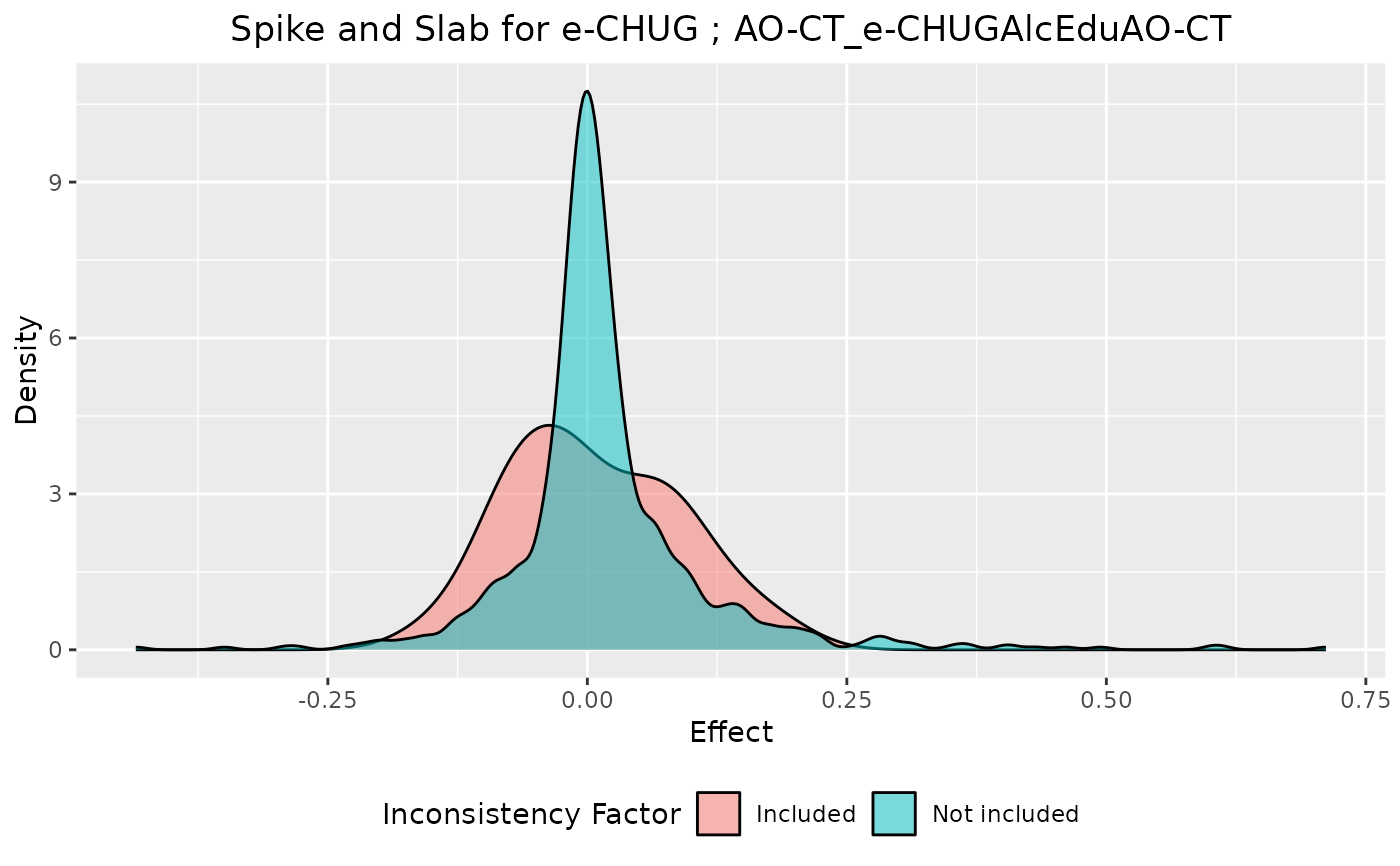 Spike and Slab for e-CHUG ; AO-CT_e-CHUGAlcEduAO-CT
Density
9
6
3
0
-0.25 0.00 0.25 0.50 0.75
Effect
Inconsistency Factor Included Not included